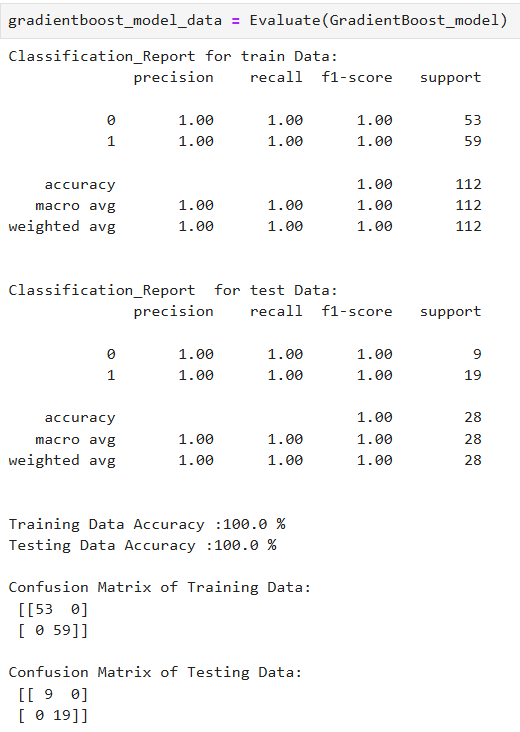 gradientboost_model_data = Evaluate(GradientBoost_model)
Classification_Report for train Data:
              precision    recall  f1-score   support

           0       1.00      1.00      1.00        53
           1       1.00      1.00      1.00        59

    accuracy                           1.00       112
   macro avg       1.00      1.00      1.00       112
weighted avg       1.00      1.00      1.00       112


Classification_Report  for test Data:
              precision    recall  f1-score   support

           0       1.00      1.00      1.00         9
           1       1.00      1.00      1.00        19

    accuracy                           1.00        28
   macro avg       1.00      1.00      1.00        28
weighted avg       1.00      1.00      1.00        28


Training Data Accuracy :100.0 %
Testing Data Accuracy :100.0 %

Confusion Matrix of Training Data:
 [[53  0]
 [ 0 59]]

Confusion Matrix of Testing Data:
 [[ 9  0]
 [ 0 19]]